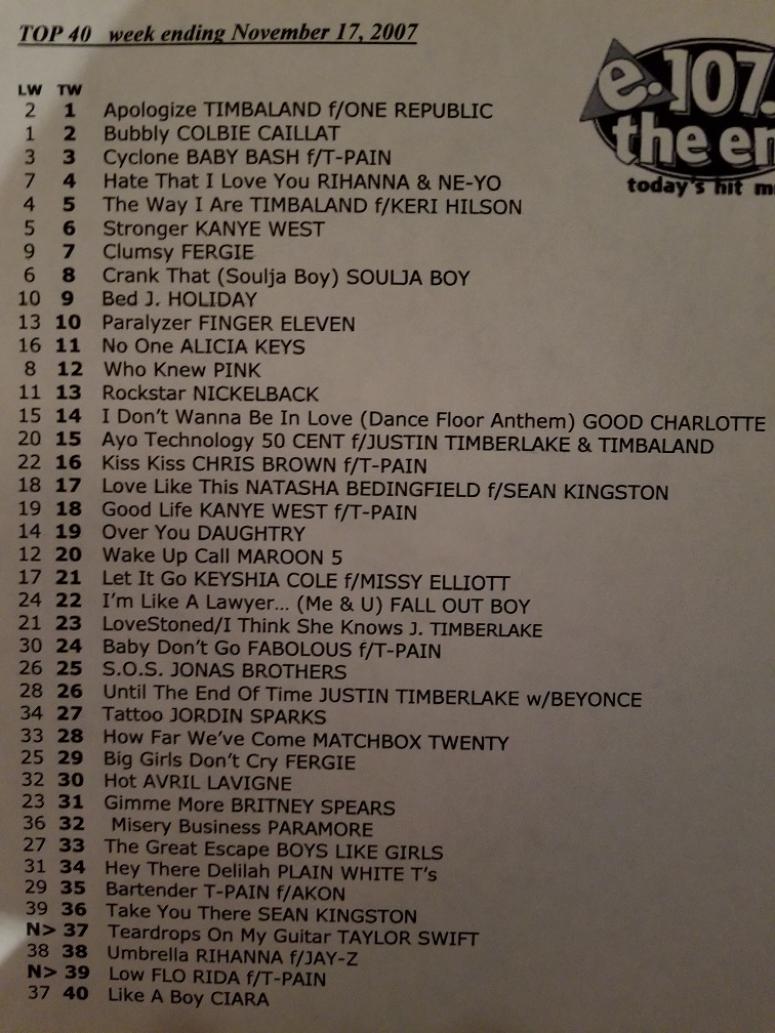 TOP 40 week ending November 17, 2007
e. 107.
the en
today's hit m
LW TW
2 1 Apologize TIMBALAND f/ONE REPUBLIC
1 2 Bubbly COLBIE CAILLAT
3 3 Cyclone BABY BASH f/T-PAIN
7 4 Hate That I Love You RIHANNA & NE-YO
4 5 The Way I Are TIMBALAND f/KERI HILSON
5 6 Stronger KANYE WEST
9 7 Clumsy FERGIE
6 8 Crank That (Soulja Boy) SOULJA BOY
10 9 Bed J. HOLIDAY
13 10 Paralyzer FINGER ELEVEN
16 11 No One ALICIA KEYS
8 12 Who Knew PINK
11 13 Rockstar NICKELBACK
15 14 I Don't Wanna Be In Love (Dance Floor Anthem) GOOD CHARLOTTE
20 15 Ayo Technology 50 CENT f/JUSTIN TIMBERLAKE & TIMBALAND
22 16 Kiss Kiss CHRIS BROWN f/T-PAIN
18 17 Love Like This NATASHA BEDINGFIELD f/SEAN KINGSTON
19 18 Good Life KANYE WEST f/T-PAIN
14 19 Over You DAUGHTRY
12 20 Wake Up Call MAROON 5
17 21 Let It Go KEYSHIA COLE f/MISSY ELLIOTT
24 22 I'm Like A Lawyer... (Me & U) FALL OUT BOY
21 23 LoveStoned/I Think She Knows J. TIMBERLAKE
30 24 Baby Don't Go FABOLOUS f/T-PAIN
26 25 S.O.S. JONAS BROTHERS
28 26 Until The End Of Time JUSTIN TIMBERLAKE w/BEYONCE
34 27 Tattoo JORDIN SPARKS
33 28 How Far We've Come MATCHBOX TWENTY
25 29 Big Girls Don't Cry FERGIE
32 30 Hot AVRIL LAVIGNE
23 31 Gimme More BRITNEY SPEARS
36 32 Misery Business PARAMORE
27 33 The Great Escape BOYS LIKE GIRLS
31 34 Hey There Delilah PLAIN WHITE T's
29 35 Bartender T-PAIN f/AKON
39 36 Take You There SEAN KINGSTON
N> 37 Teardrops On My Guitar TAYLOR SWIFT
38 38 Umbrella RIHANNA f/JAY-Z
N> 39 Low FLO RIDA f/T-PAIN
37 40 Like A Boy CIARA